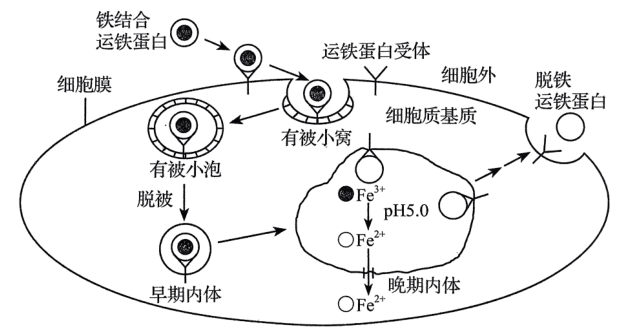 铁结合
运铁蛋白
运铁蛋白受体
细胞外
脱铁
运铁蛋白
细胞膜
细胞质基质
有被小窝
有被小泡
脱被
Fe³⁺
pH5.0
Fe²⁺
早期内体
晚期内体
Fe²⁺